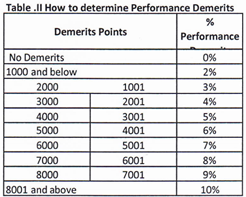 Table .II How to determine Performance Demerits
Demerits Points % Performance
No Demerits 0%
1000 and below 2%
2000 1001 3%
3000 2001 4%
4000 3001 5%
5000 4001 6%
6000 5001 7%
7000 6001 8%
8000 7001 9%
8001 and above 10%